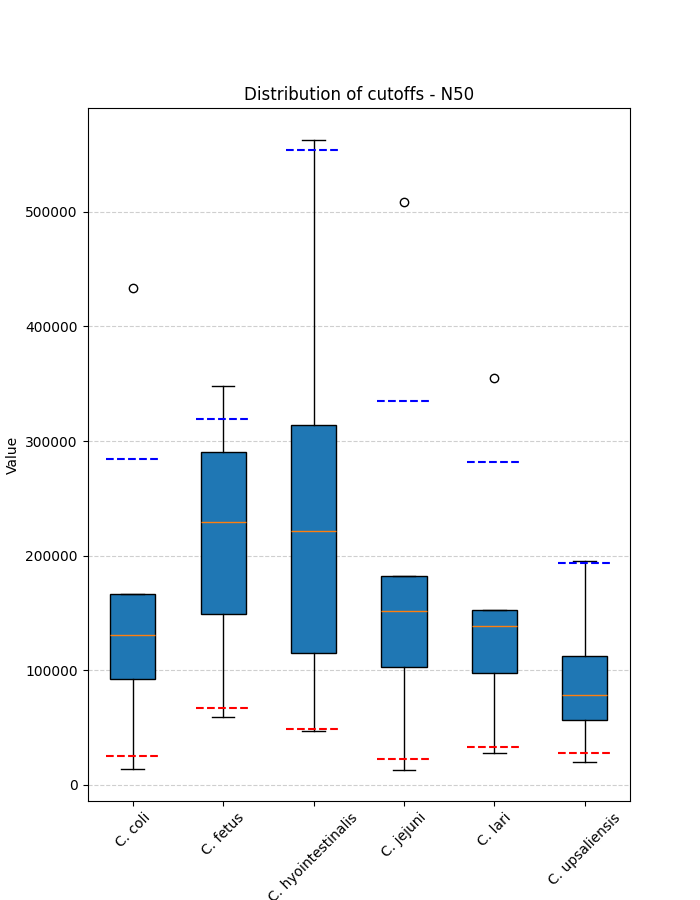 Distribution of cutoffs - N50
Value
500000
400000
300000
200000
100000
0
C. coli
C. fetus
C. hyointestinalis
C. jejuni
C. lari
C. upsaliensis